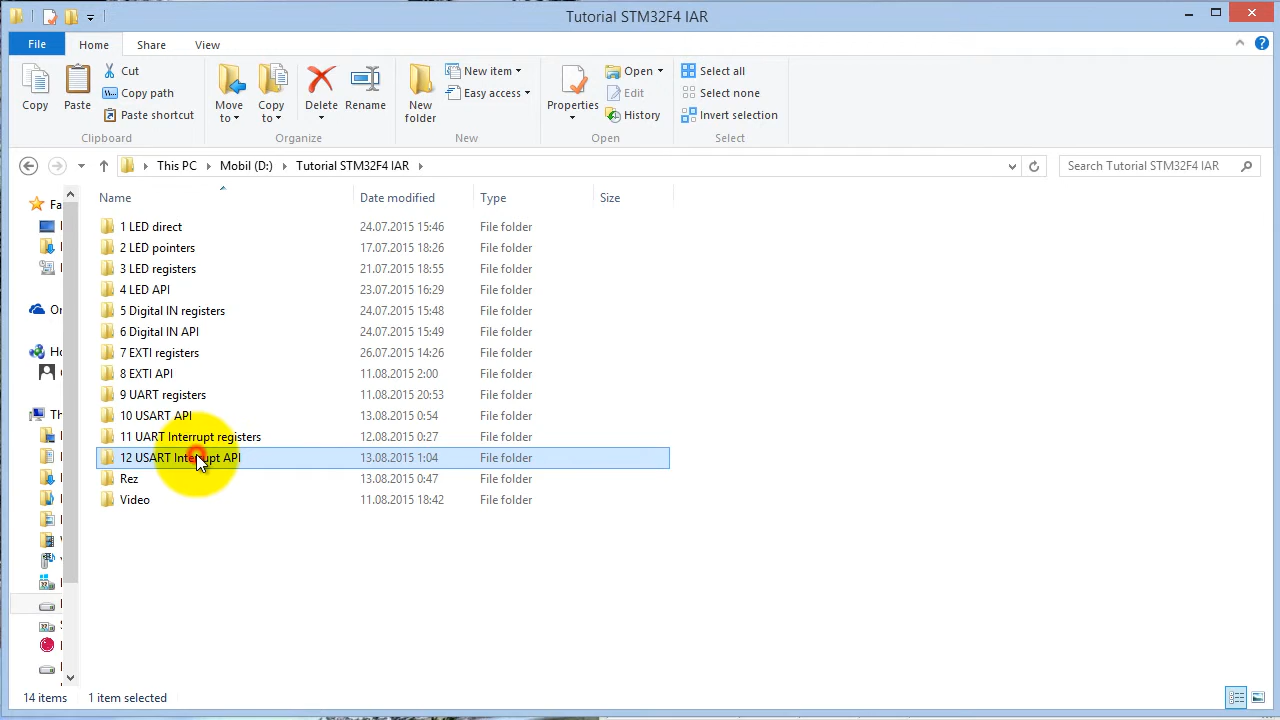 Tutorial STM32F4 IAR
File Home Share View
Copy Paste Cut Copy path Paste shortcut
Clipboard
Move to Copy to Delete Rename
Organize
New folder New item Easy access
New
Properties Open Edit History
Open
Select all Select none Invert selection
Select
This PC Mobil (D:) Tutorial STM32F4 IAR
Search Tutorial STM32F4 IAR
Name Date modified Type Size
1 LED direct 24.07.2015 15:46 File folder
2 LED pointers 17.07.2015 18:26 File folder
3 LED registers 21.07.2015 18:55 File folder
4 LED API 23.07.2015 16:29 File folder
5 Digital IN registers 24.07.2015 15:48 File folder
6 Digital IN API 24.07.2015 15:49 File folder
7 EXTI registers 26.07.2015 14:26 File folder
8 EXTI API 11.08.2015 2:00 File folder
9 UART registers 11.08.2015 20:53 File folder
10 USART API 13.08.2015 0:54 File folder
11 UART Interrupt registers 12.08.2015 0:27 File folder
12 USART Interrupt API 13.08.2015 1:04 File folder
Rez 13.08.2015 0:47 File folder
Video 11.08.2015 18:42 File folder
Fa
Th
14 items 1 item selected